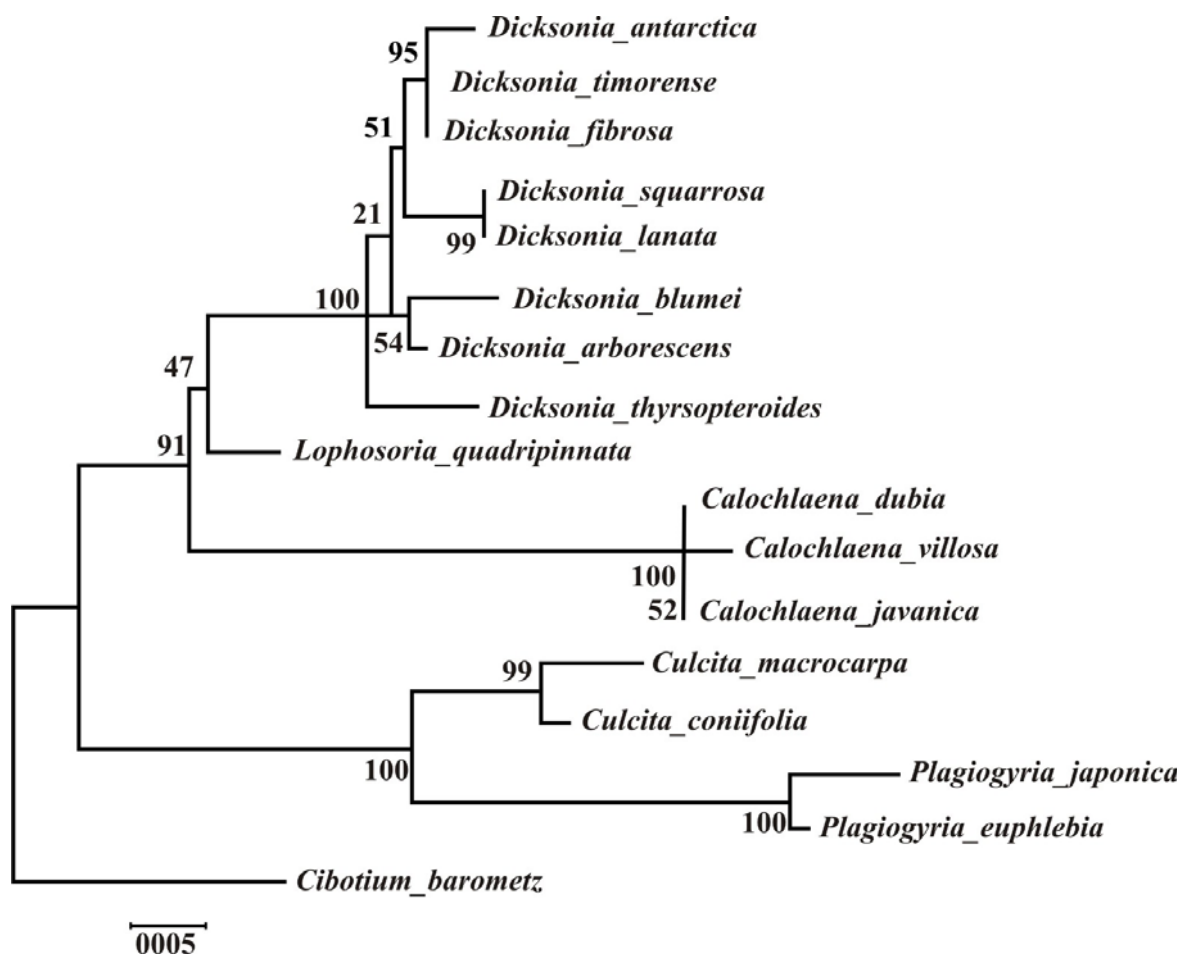 Dicksonia_antarctica
95
Dicksonia_timorense
51
Dicksonia_fibrosa
Dicksonia_squarrosa
21
Dicksonia_lanata
99
100
Dicksonia_blumei
54
Dicksonia_arborescens
47
Dicksonia_thyrsopteroides
91
Lophosoria_quadripinnata
Calochlaena_dubia
Calochlaena_villosa
100
52
Calochlaena_javanica
Culcita_macrocarpa
99
Culcita_coniifolia
100
Plagiogyria_japonica
100
Plagiogyria_euphlebia
Cibotium_barometz
0005